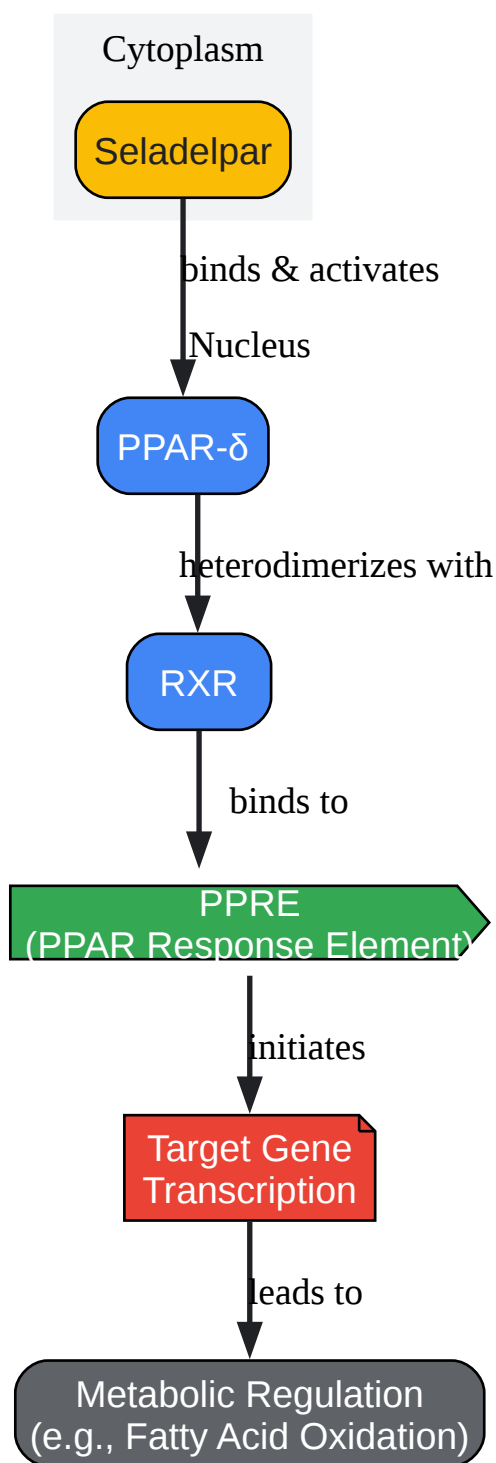 Cytoplasm
Seladelpar
binds & activates
Nucleus
PPAR-δ
heterodimerizes with
RXR
binds to
PPRE
(PPAR Response Element)
initiates
Target Gene
Transcription
leads to
Metabolic Regulation
(e.g., Fatty Acid Oxidation)